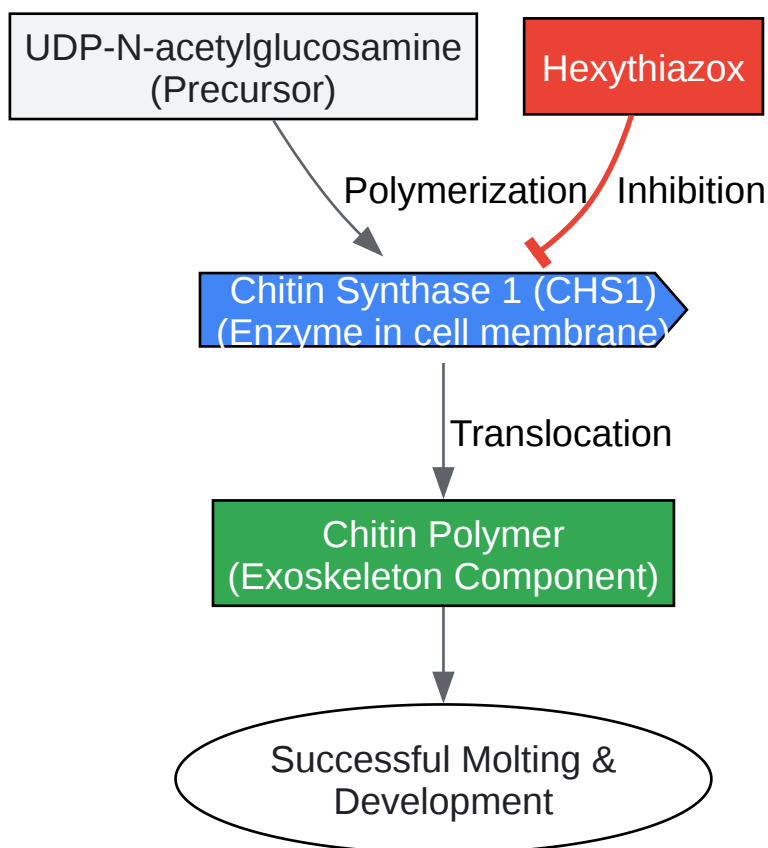 UDP-N-acetylglucosamine
(Precursor)
Hexythiazox
Polymerization
Inhibition
Chitin Synthase 1 (CHS1)
(Enzyme in cell membrane)
Translocation
Chitin Polymer
(Exoskeleton Component)
Successful Molting &
Development